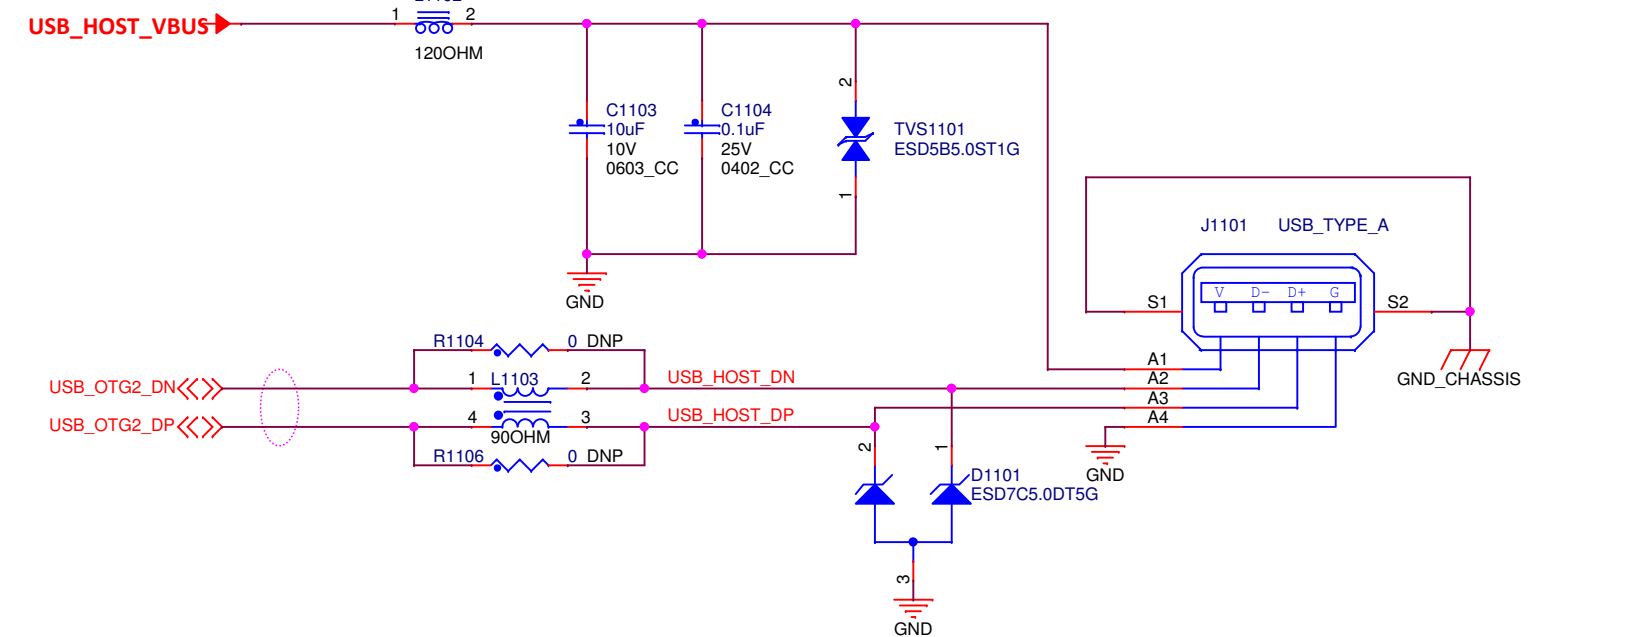 1 2
USB_HOST_VBUS
120OHM
C1103
10uF
10V
0603_CC
C1104
0.1uF
25V
0402_CC
2
TVS1101
ESD5B5.0ST1G
1
GND
J1101 USB_TYPE_A
V D- D+ G
S1 S2
GND_CHASSIS
R1104 0 DNP
USB_OTG2_DN 1 L1103 2 USB_HOST_DN
USB_OTG2_DP 4 3 USB_HOST_DP
90OHM
R1106 0 DNP
A1
A2
A3
A4
GND
2 1
D1101
ESD7C5.0DT5G
3
GND